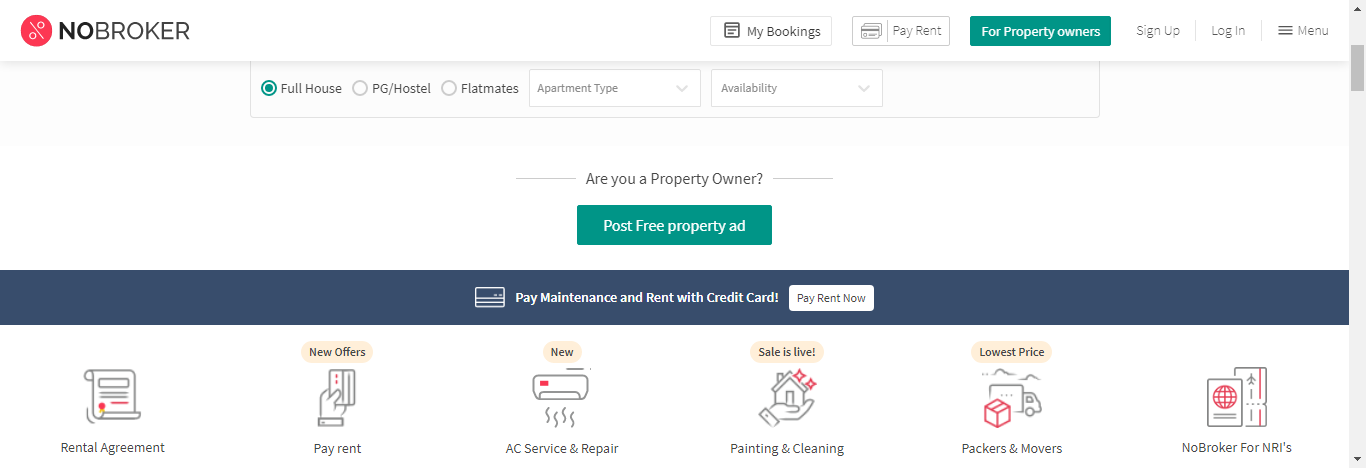 NOBROKER
My Bookings
Pay Rent
For Property owners
Sign Up
Log In
Menu
Full House
PG/Hostel
Flatmates
Apartment Type
Availability
Are you a Property Owner?
Post Free property ad
Pay Maintenance and Rent with Credit Card!
Pay Rent Now
New Offers
New
Sale is live!
Lowest Price
Rental Agreement
Pay rent
AC Service & Repair
Painting & Cleaning
Packers & Movers
NoBroker For NRI's